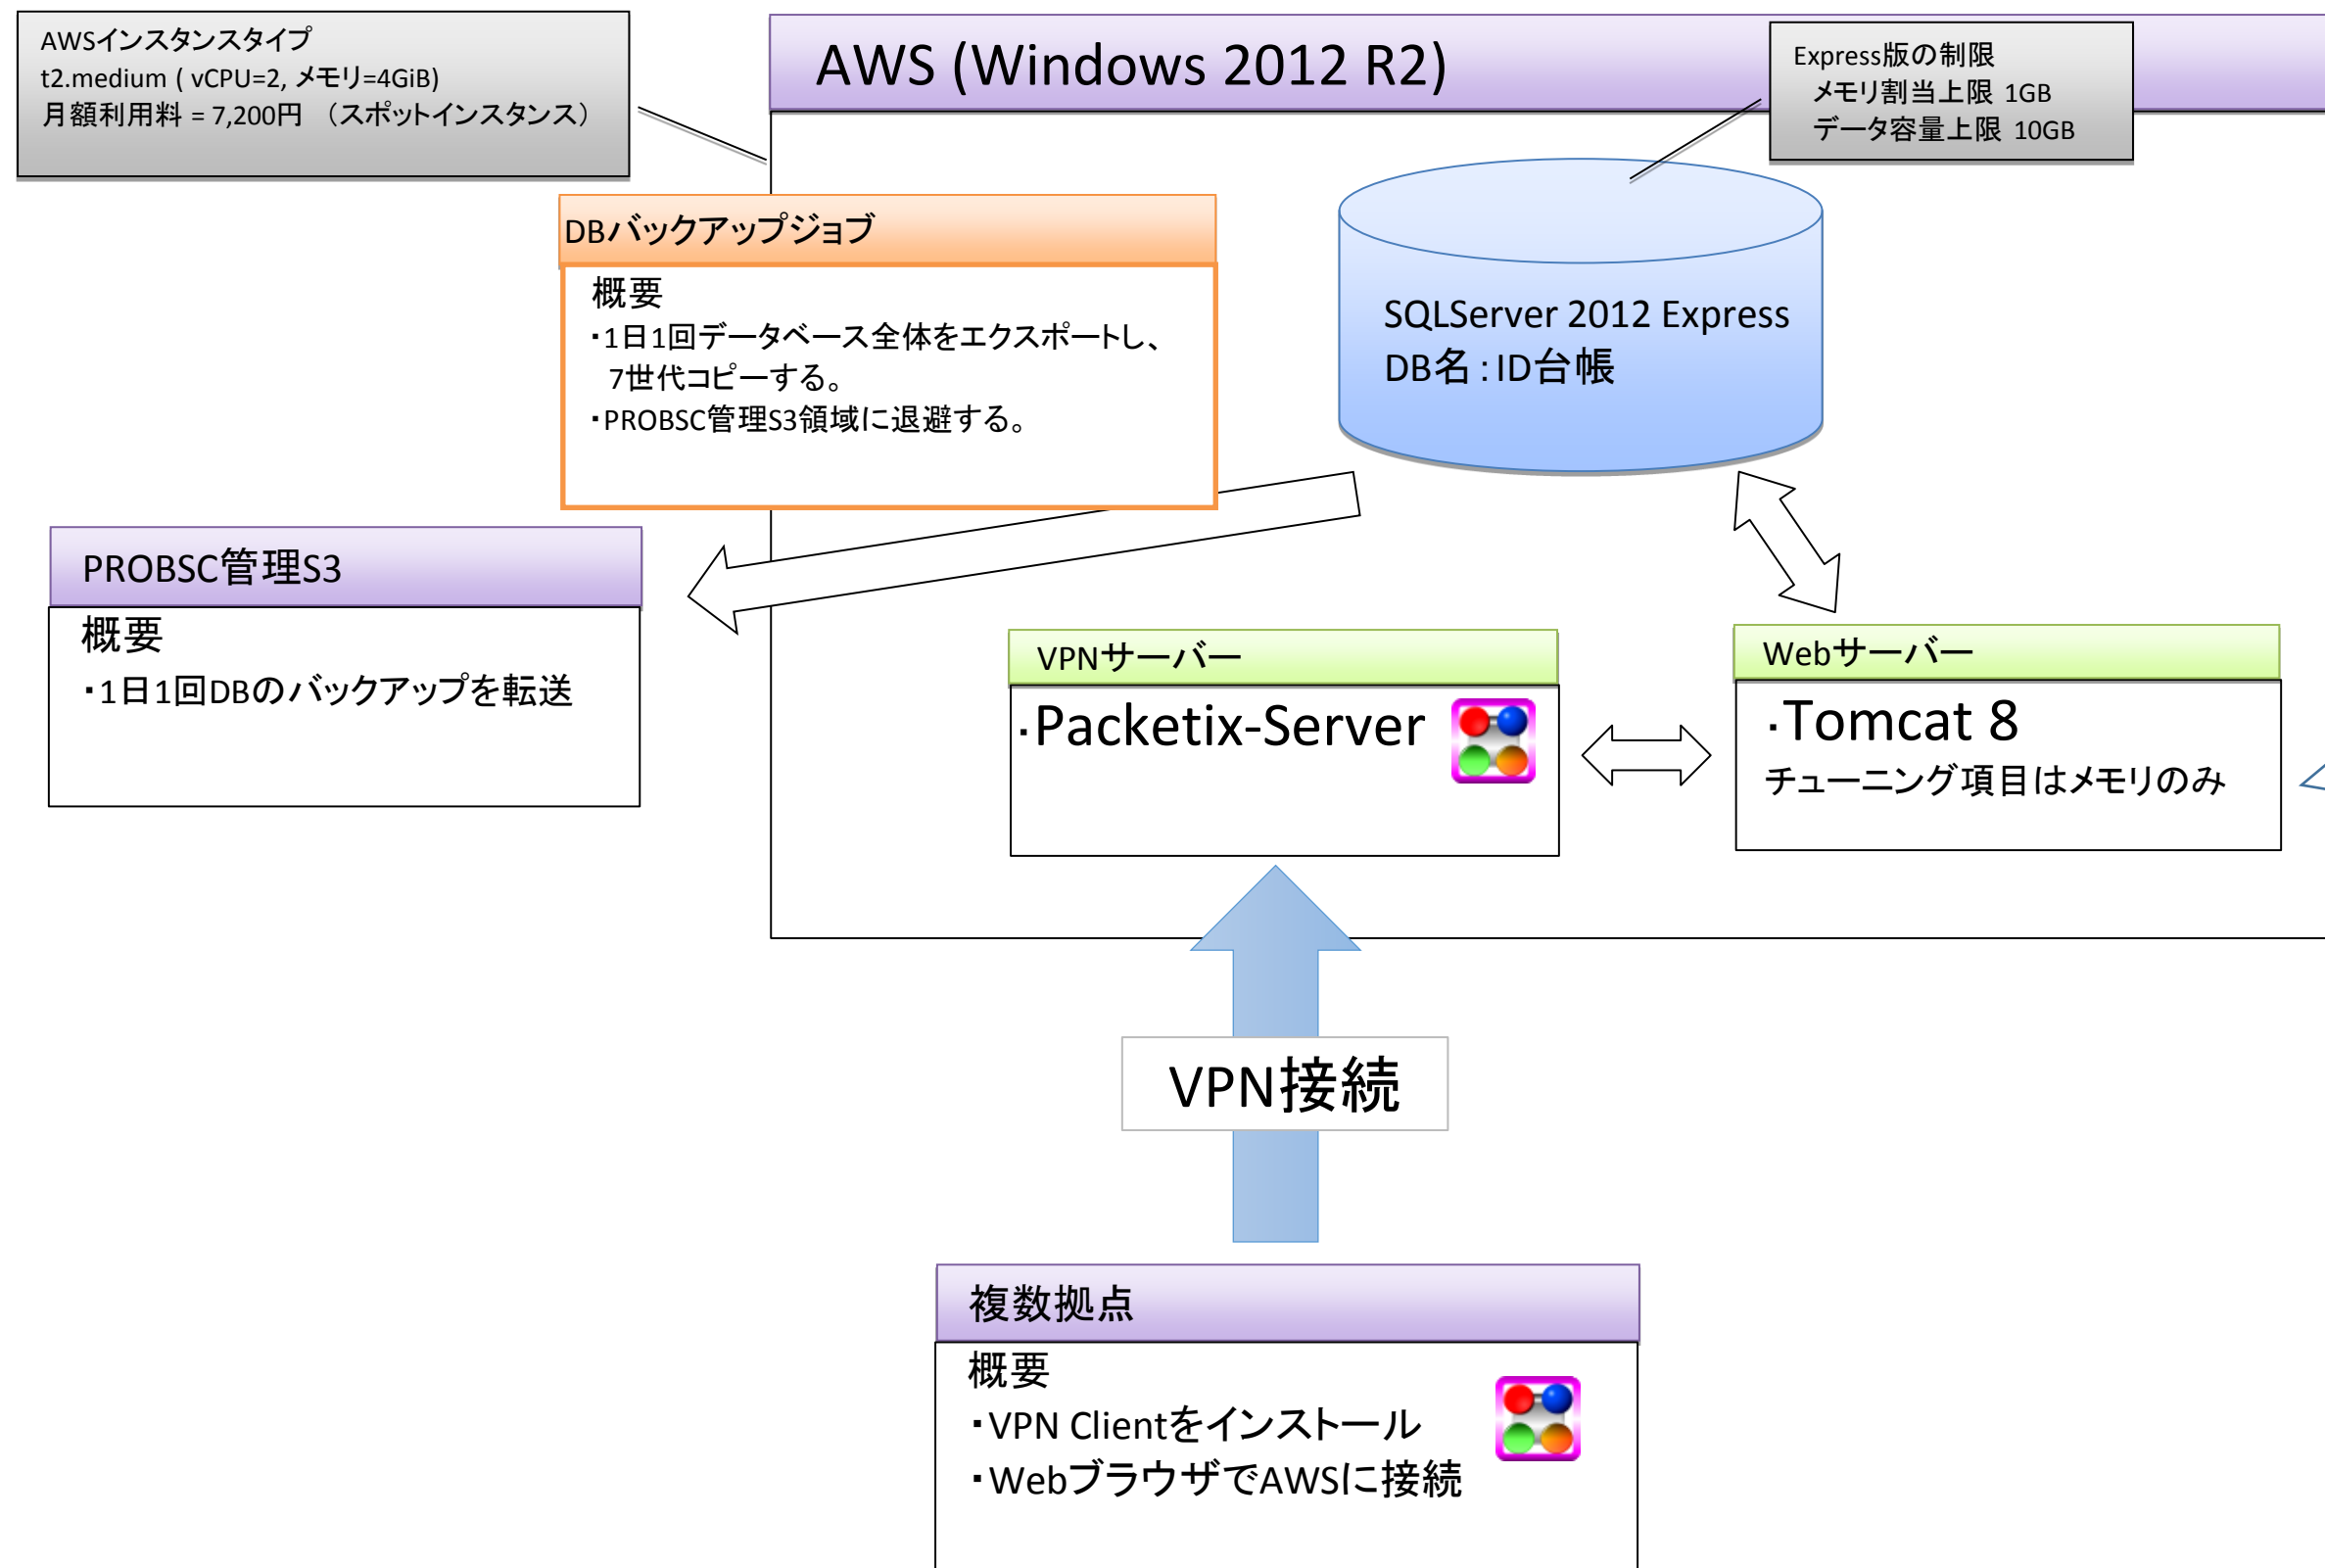 AWSインスタンスタイプ
t2.medium ( vCPU=2, メモリ=4GiB)
月額利用料 = 7,200円 （スポットインスタンス）
AWS (Windows 2012 R2)
Express版の制限
メモリ割当上限 1GB
データ容量上限 10GB
DBバックアップジョブ
概要
・1日1回データベース全体をエクスポートし、
7世代コピーする。
・PROBSC管理S3領域に退避する。
SQLServer 2012 Express
DB名：ID台帳
PROBSC管理S3
概要
・1日1回DBのバックアップを転送
VPNサーバー
・Packetix-Server
Webサーバー
・Tomcat 8
チューニング項目はメモリのみ
VPN接続
複数拠点
概要
・VPN Clientをインストール
・WebブラウザでAWSに接続